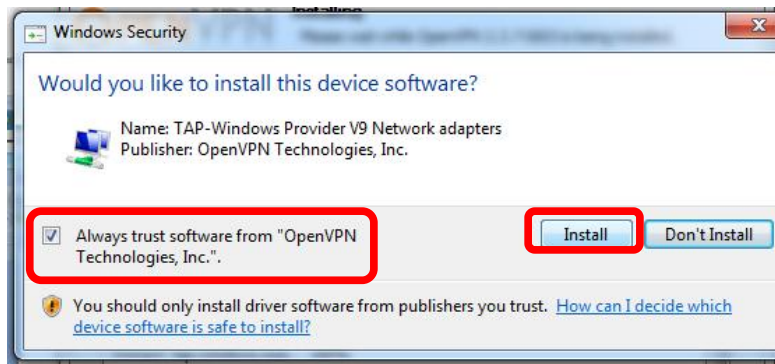 Installing
Windows Security
Would you like to install this device software?
Name: TAP-Windows Provider V9 Network adapters
Publisher: OpenVPN Technologies, Inc.
Always trust software from "OpenVPN
Technologies, Inc.".
Install
Don't Install
You should only install driver software from publishers you trust. How can I decide which
device software is safe to install?